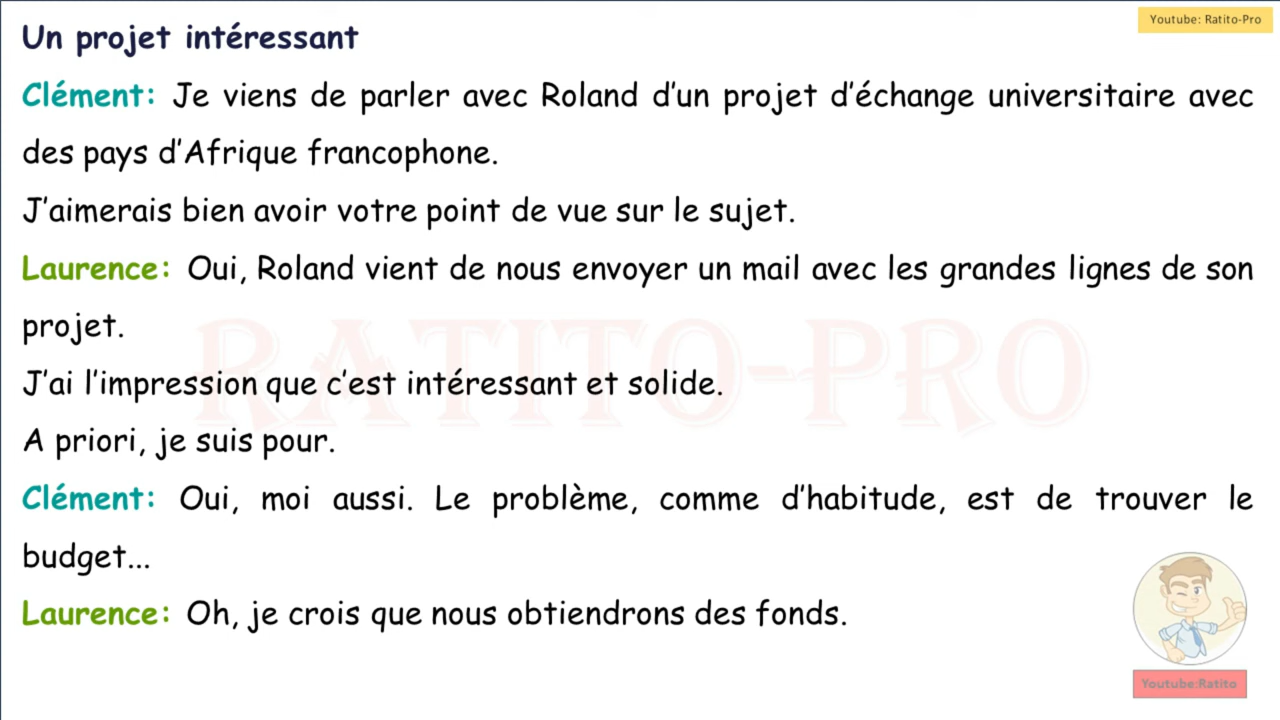 Youtube: Ratito-Pro
Un projet intéressant
Clément: Je viens de parler avec Roland d'un projet d'échange universitaire avec
des pays d'Afrique francophone.
J'aimerais bien avoir votre point de vue sur le sujet.
Laurence: Oui, Roland vient de nous envoyer un mail avec les grandes lignes de son
projet.
RATITO-PRO
J'ai l'impression que c'est intéressant et solide.
A priori, je suis pour.
Clément: Oui, moi aussi. Le problème, comme d'habitude, est de trouver le
budget...
Laurence: Oh, je crois que nous obtiendrons des fonds.
Youtube:Ratito